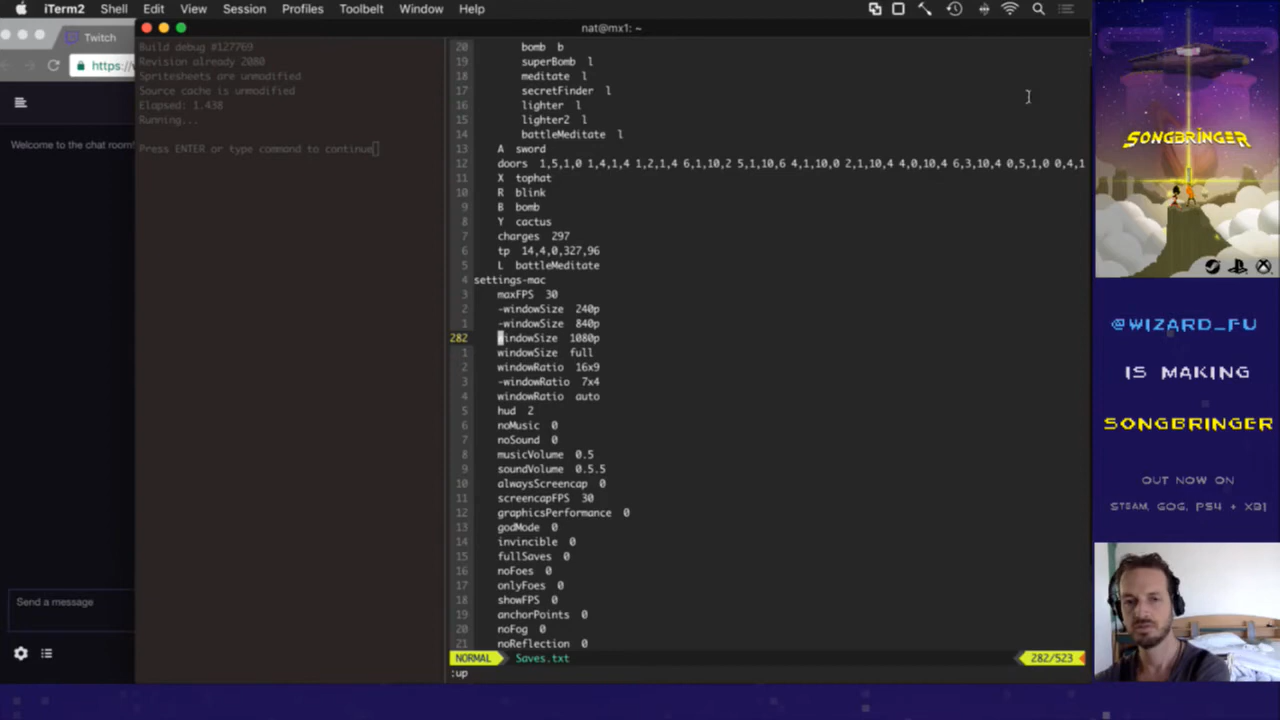 iTerm2 Shell Edit View Session Profiles Toolbelt Window Help
nat@mx1: ~
Twitch
https://v
Welcome to the chat room!
Send a message
Build debug #127769
Revision already 2080
Spritesheets are unmodified
Source cache is unmodified
Elapsed: 1.438
Running...
Press ENTER or type command to continue
20 bomb b
19 superBomb l
18 meditate l
17 secretFinder l
16 lighter l
15 lighter2 l
14 battleMeditate l
13 A sword
12 doors 1,5,1,0 1,4,1,4 1,2,1,4 6,1,10,2 5,1,10,6 4,1,10,0 2,1,10,4 4,0,10,4 6,3,10,4 0,5,1,0 0,4,1
11 X tophat
10 R blink
9 B bomb
8 Y cactus
7 charges 297
6 tp 14,4,0,327,96
5 L battleMeditate
4 settings-mac
3 maxFPS 30
2 -windowSize 240p
1 -windowSize 840p
282 windowSize 1080p
1 windowSize full
2 windowRatio 16x9
3 -windowRatio 7x4
4 windowRatio auto
5 hud 2
6 noMusic 0
7 noSound 0
8 musicVolume 0.5
9 soundVolume 0.5.5
10 alwaysScreencap 0
11 screencapFPS 30
12 graphicsPerformance 0
13 godMode 0
14 invincible 0
15 fullSaves 0
16 noFoes 0
17 onlyFoes 0
18 showFPS 0
19 anchorPoints 0
20 noFog 0
21 noReflection 0
NORMAL Saves.txt 282/523
:up
SONGBRINGER
@WIZARD_FU
IS MAKING
SONGBRINGER
OUT NOW ON
STEAM, GOG, PS4 + XB1